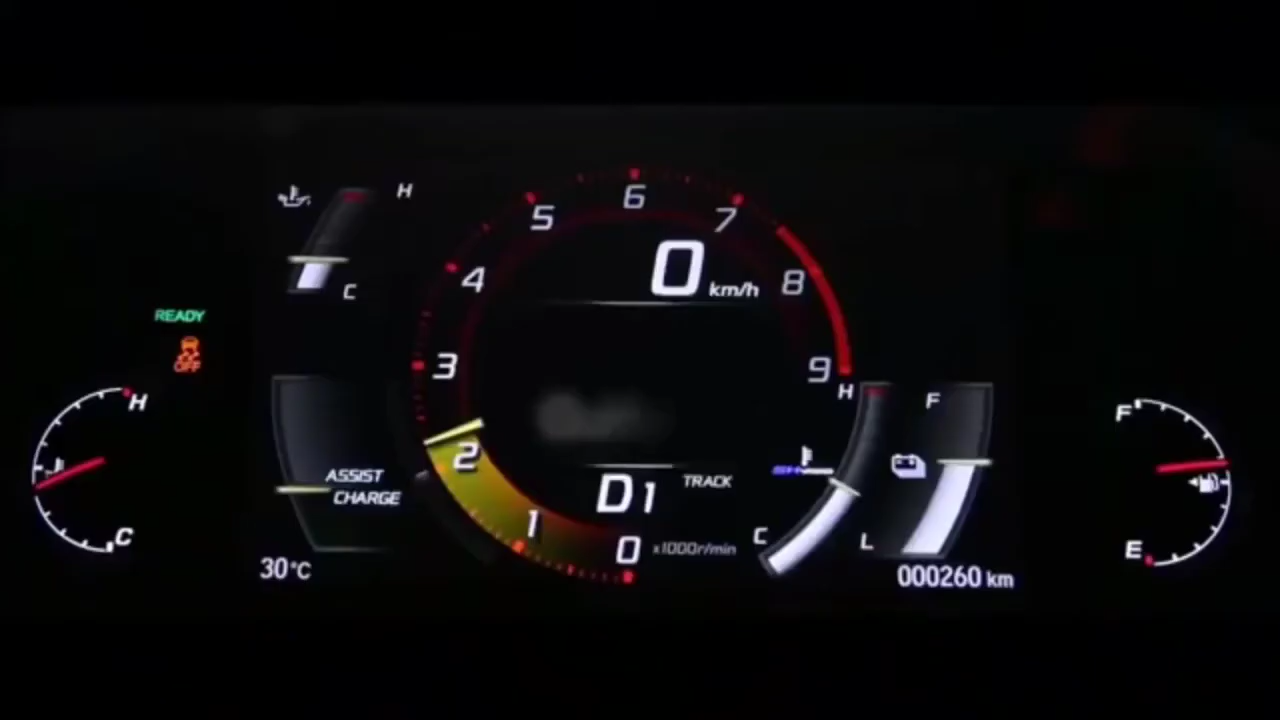 H
C
READY
OFF
H
C
ASSIST
CHARGE
30°C
0 km/h
0
1
2
3
4
5
6
7
8
9
x1000r/min
D1
TRACK
H
C
F
L
000260 km
F
E